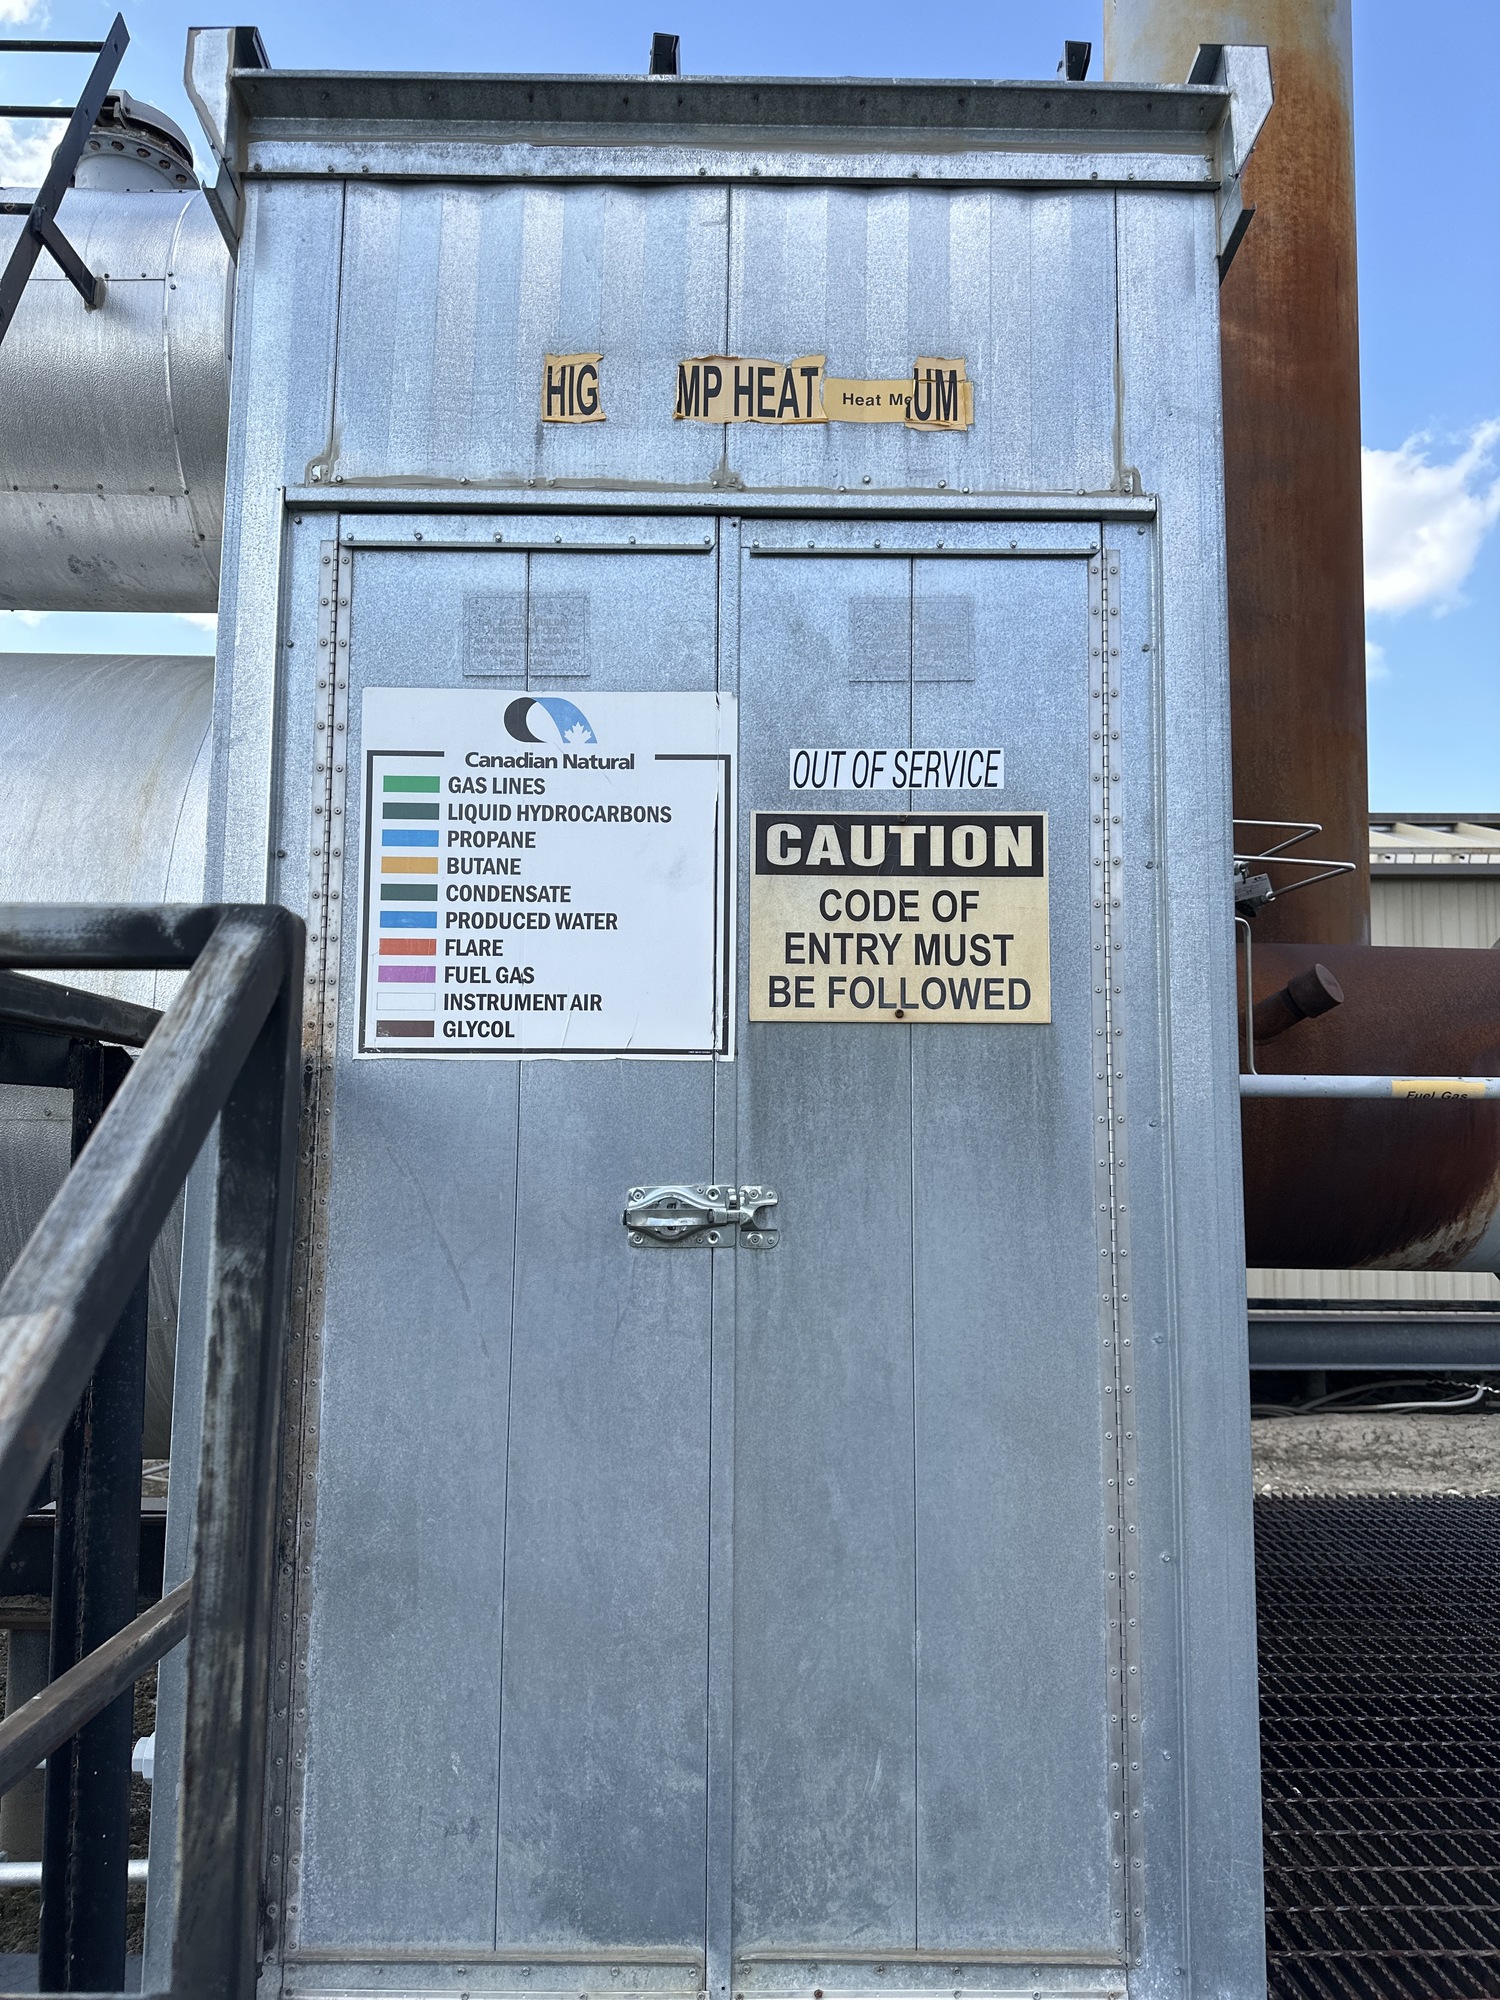 HIG MP HEAT Heat Me UM
Canadian Natural
GAS LINES
LIQUID HYDROCARBONS
PROPANE
BUTANE
CONDENSATE
PRODUCED WATER
FLARE
FUEL GAS
INSTRUMENT AIR
GLYCOL
OUT OF SERVICE
CAUTION
CODE OF
ENTRY MUST
BE FOLLOWED
Fuel Gas